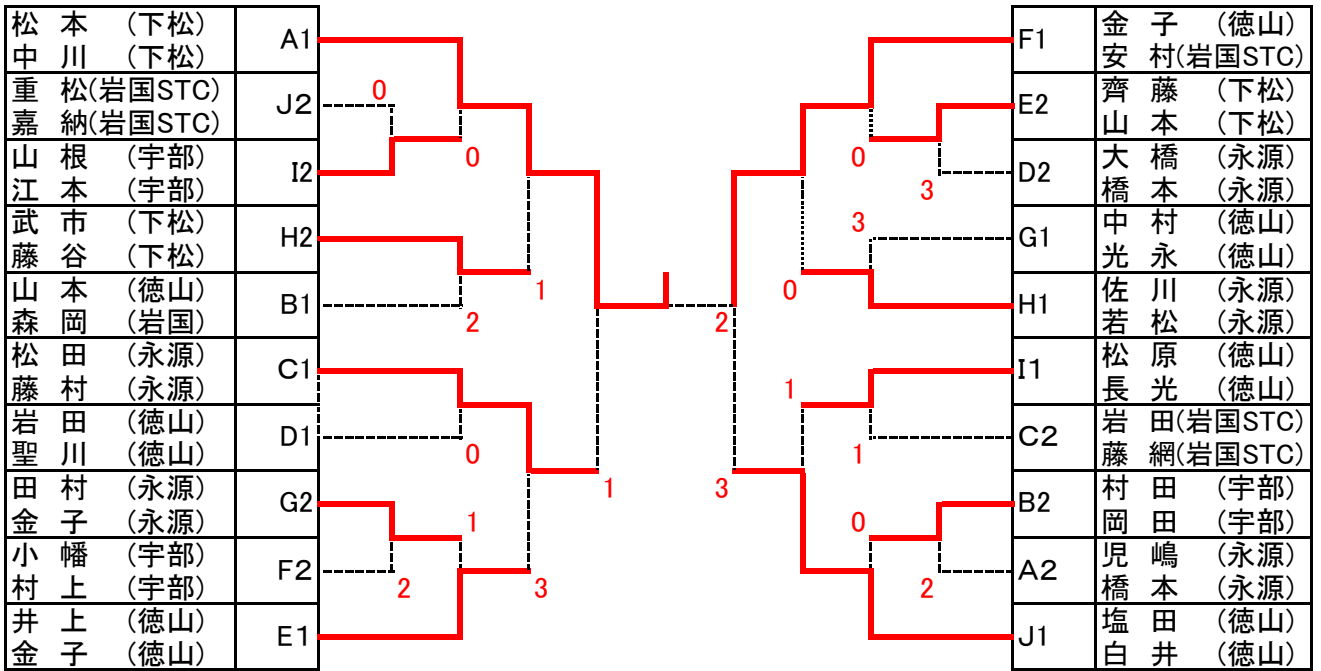 松本 (下松)
中川 (下松)
A1
重松(岩国STC)
嘉納(岩国STC)
J2
0
山根 (宇部)
江本 (宇部)
I2
0
武市 (下松)
藤谷 (下松)
H2
1
山本 (徳山)
森岡 (岩国)
B1
2
松田 (永源)
藤村 (永源)
C1
岩田 (徳山)
聖川 (徳山)
D1
0
1
田村 (永源)
金子 (永源)
G2
1
小幡 (宇部)
村上 (宇部)
F2
2
3
井上 (徳山)
金子 (徳山)
E1
2
3
F1
金子 (徳山)
安村(岩国STC)
E2
齊藤 (下松)
山本 (下松)
0
3
D2
大橋 (永源)
橋本 (永源)
3
G1
中村 (徳山)
光永 (徳山)
0
H1
佐川 (永源)
若松 (永源)
1
I1
松原 (徳山)
長光 (徳山)
1
C2
岩田(岩国STC)
藤網(岩国STC)
0
B2
村田 (宇部)
岡田 (宇部)
2
A2
児嶋 (永源)
橋本 (永源)
J1
塩田 (徳山)
白井 (徳山)